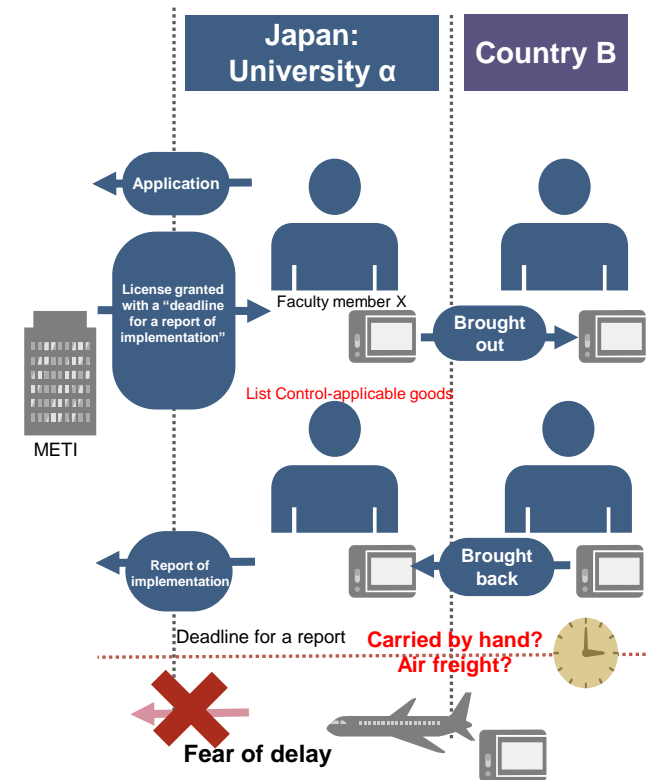 Japan:
University α
Country B
Application
License granted
with a “deadline
for a report of
implementation”
Faculty member X
Brought
out
List Control-applicable goods
METI
Report of
implementation
Brought
back
Deadline for a report
Carried by hand?
Air freight?
Fear of delay